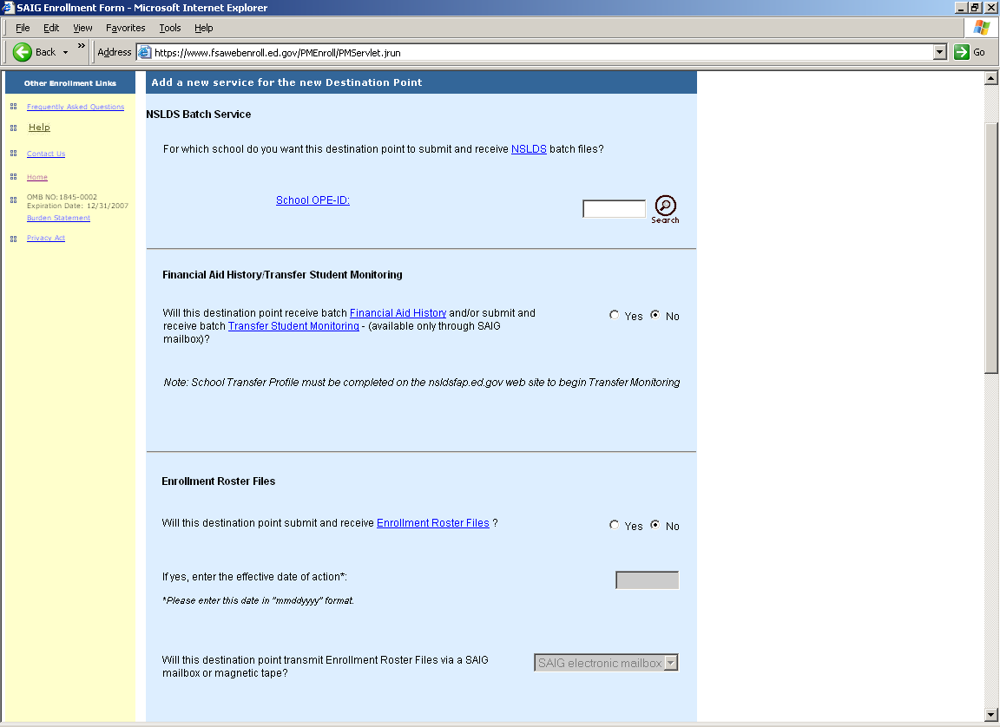 SAIG Enrollment Form - Microsoft Internet Explorer
File Edit View Favorites Tools Help
Back » Address https://www.fsawebenroll.ed.gov/PMEnroll/PMServlet.jrun Go
Other Enrollment Links
Frequently Asked Questions
Help
Contact Us
Home
OMB NO:1845-0002
Expiration Date: 12/31/2007
Burden Statement
Privacy Act
Add a new service for the new Destination Point
NSLDS Batch Service
For which school do you want this destination point to submit and receive NSLDS batch files?
School OPE-ID:
Search
Financial Aid History/Transfer Student Monitoring
Will this destination point receive batch Financial Aid History and/or submit and
receive batch Transfer Student Monitoring - (available only through SAIG
mailbox)?
Yes No
Note: School Transfer Profile must be completed on the nsldsfap.ed.gov web site to begin Transfer Monitoring
Enrollment Roster Files
Will this destination point submit and receive Enrollment Roster Files ?
Yes No
If yes, enter the effective date of action*:
*Please enter this date in "mmddyyyy" format.
Will this destination point transmit Enrollment Roster Files via a SAIG
mailbox or magnetic tape?
SAIG electronic mailbox